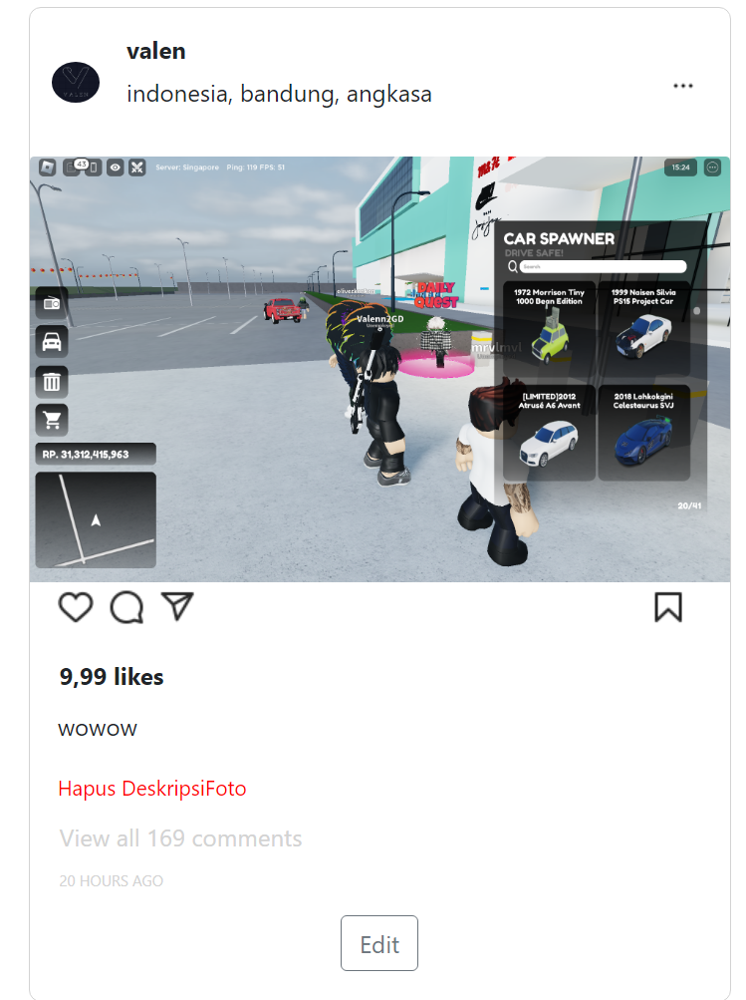 valen
indonesia, bandung, angkasa
VALEN
43
Server: Singapore Ping: 119 FPS: 51
15:24
CAR SPAWNER
DRIVE SAFE!
Search
1972 Morrison Tiny
1000 Bean Edition
1999 Naisen Silvia
PS15 Project Car
DAILY
QUEST
Valenn2GD
Unemployed
mrvlmvl
[LIMITED]2012
Atrusé A6 Avant
2018 Lahkokgini
Celestaurus SVJ
RP. 31,312,415,963
20/41
9,99 likes
wowow
Hapus DeskripsiFoto
View all 169 comments
20 HOURS AGO
Edit